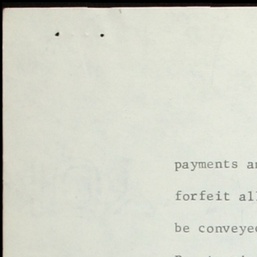 payments a
forfeit al
be conveye